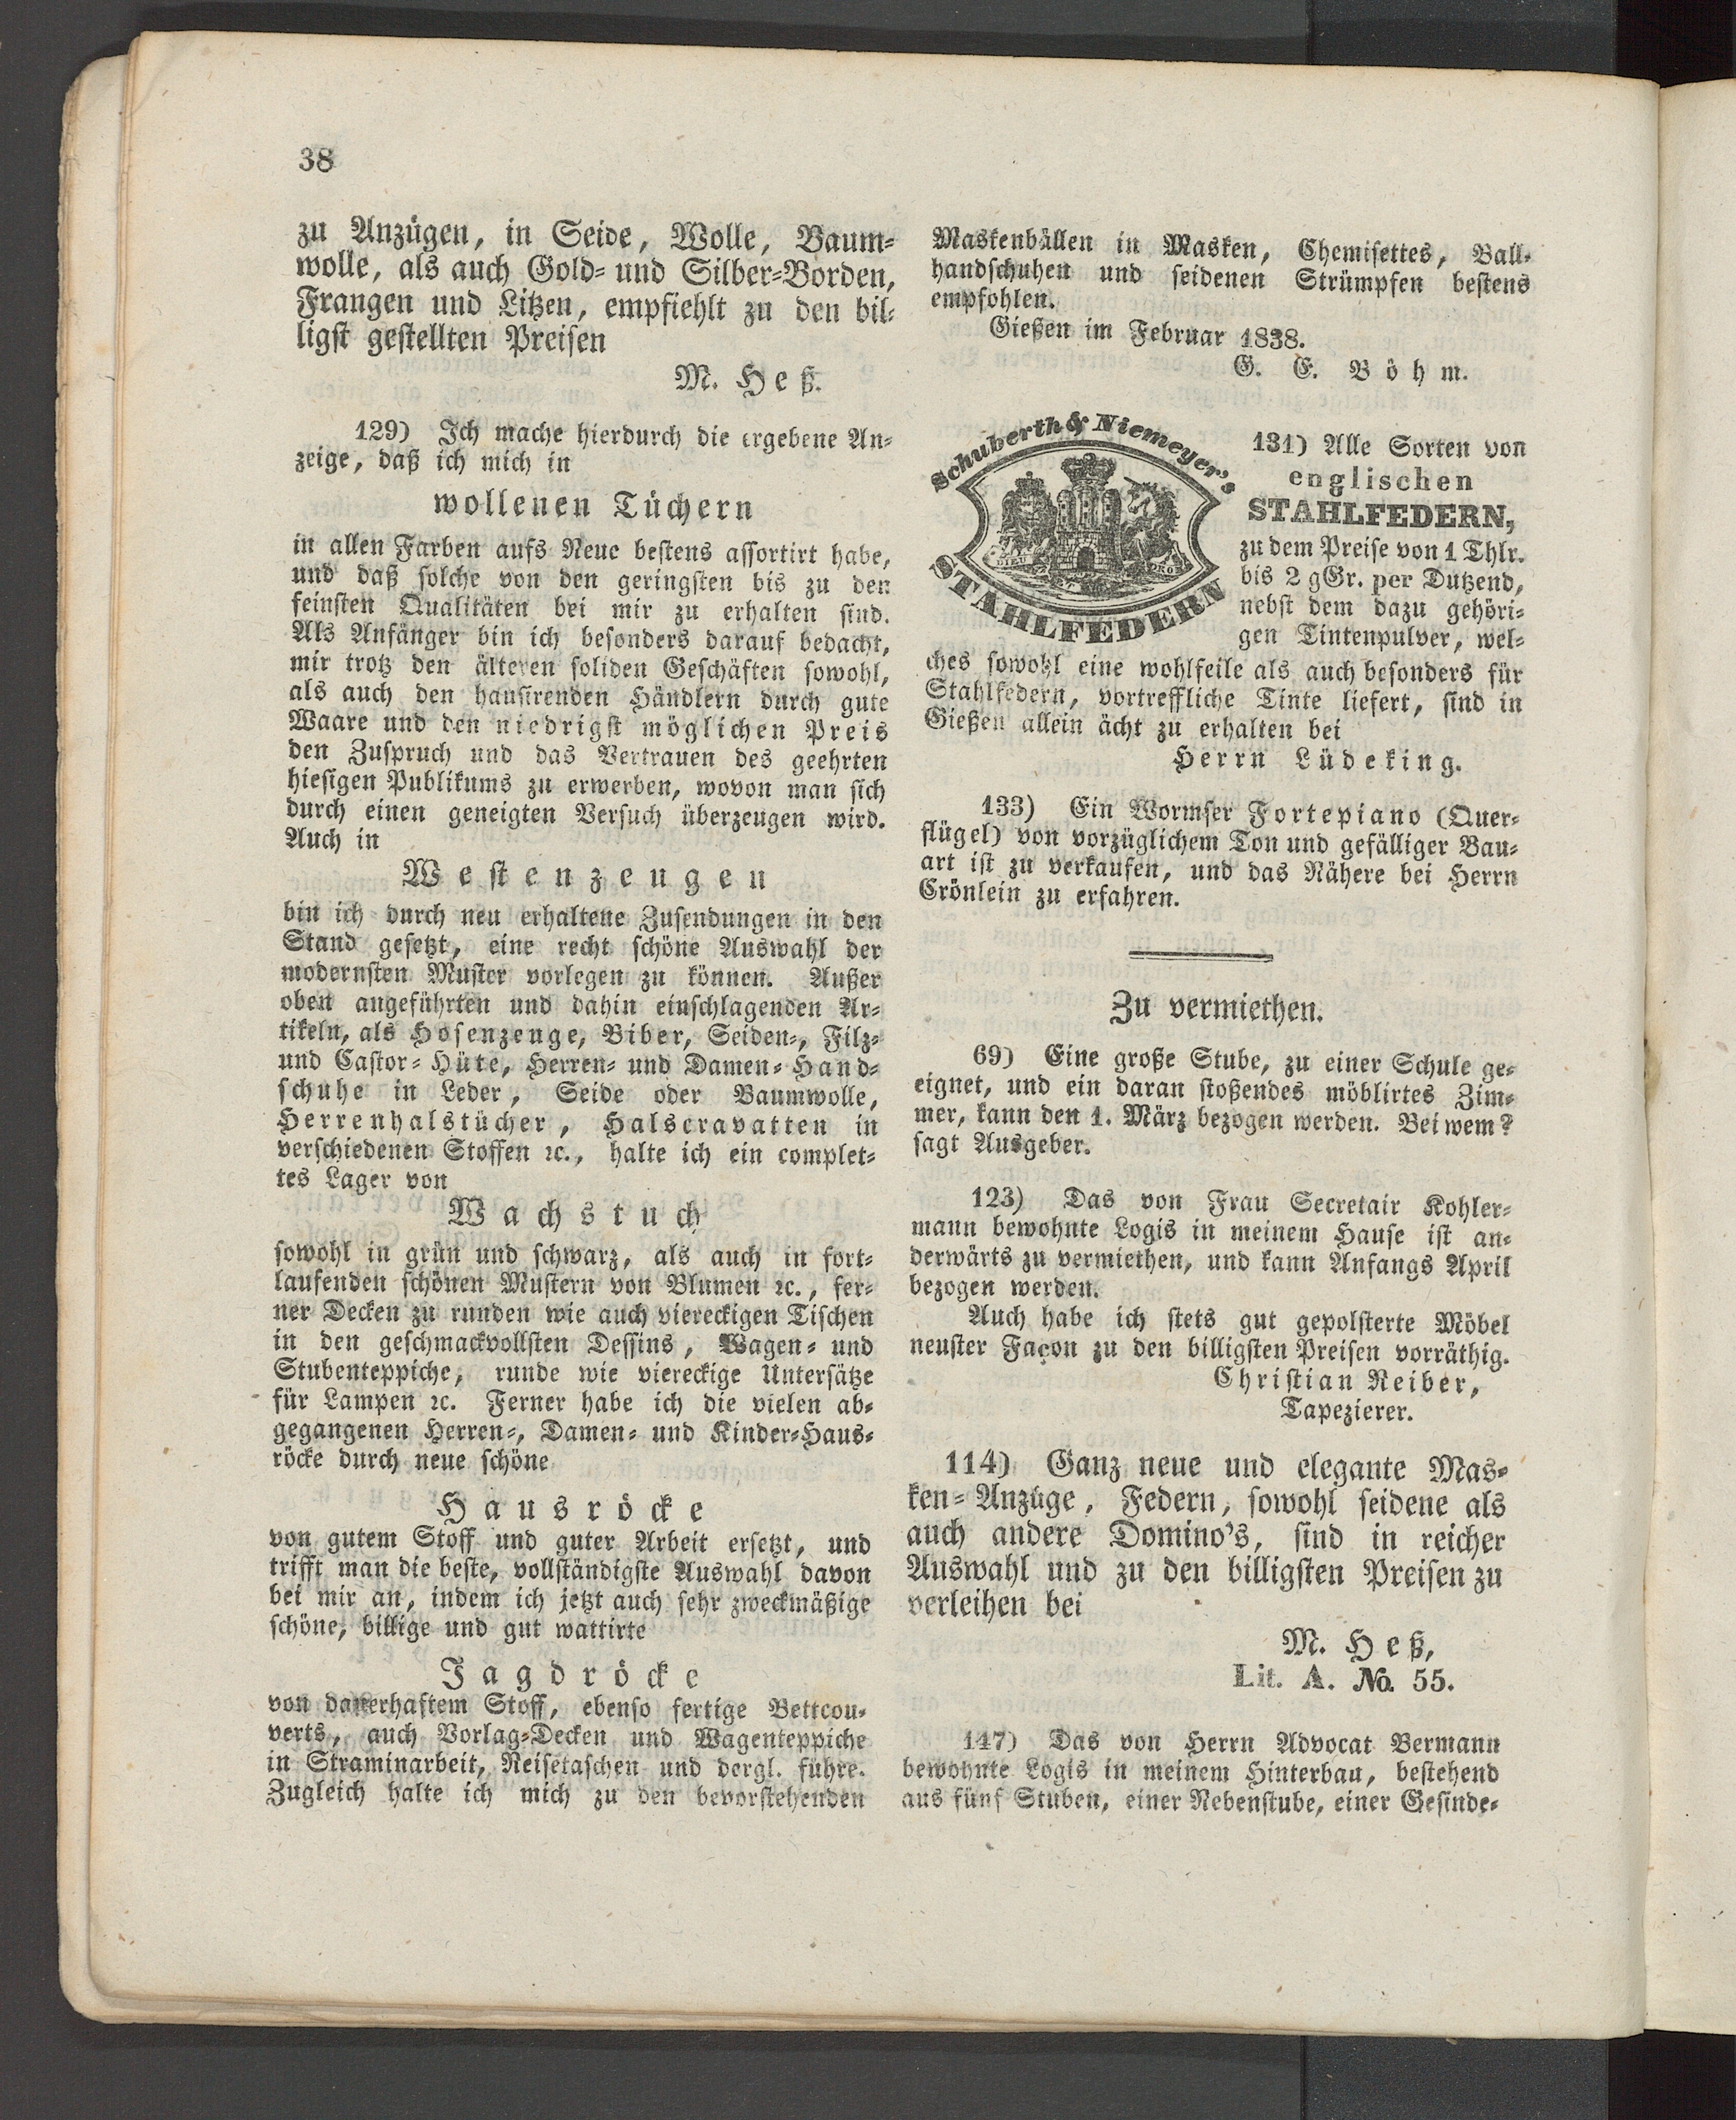 38
zu Anzügen, in Seide, Wolle, Baum-
wolle, als auch Gold- und Silber-Borden,
Frangen und Litzen, empfiehlt zu den bil-
ligst gestellten Preisen
M. Heß.
129) Ich mache hierdurch die ergebene An-
zeige, daß ich mich in
wollenen Tüchern
in allen Farben aufs Neue bestens assortirt habe,
und daß solche von den geringsten bis zu den
feinsten Qualitäten bei mir zu erhalten sind.
Als Anfänger bin ich besonders darauf bedacht,
mir trotz den älteren soliden Geschäften sowohl,
als auch den hausirenden Händlern durch gute
Waare und den niedrigst möglichen Preis
den Zuspruch und das Vertrauen des geehrten
hiesigen Publikums zu erwerben, wovon man sich
durch einen geneigten Versuch überzeugen wird.
Auch in
Westenzeugen
bin ich durch neu erhaltene Zusendungen in den
Stand gesetzt, eine recht schöne Auswahl der
modernsten Muster vorlegen zu können. Außer
oben angeführten und dahin einschlagenden Ar-
tikeln, als Hosenzeuge, Biber, Seiden-, Filz-
und Castor-Hüte, Herren- und Damen-Hand-
schuhe in Leder, Seide oder Baumwolle,
Herrenhalstücher, Halscravatten in
verschiedenen Stoffen ꝛc., halte ich ein complet-
tes Lager von
Wachstuch
sowohl in grün und schwarz, als auch in fort-
laufenden schönen Mustern von Blumen ꝛc., fer-
ner Decken zu runden wie auch viereckigen Tischen
in den geschmackvollsten Dessins, Wagen- und
Stubenteppiche, runde wie viereckige Untersätze
für Lampen ꝛc. Ferner habe ich die vielen ab-
gegangenen Herren-, Damen- und Kinder-Haus-
röcke durch neue schöne
Hausröcke
von gutem Stoff und guter Arbeit ersetzt, und
trifft man die beste, vollständigste Auswahl davon
bei mir an, indem ich jetzt auch sehr zweckmäßige
schöne, billige und gut wattirte
Jagdröcke
von dauerhaftem Stoff, ebenso fertige Bettcou-
verts, auch Vorlag-Decken und Wagenteppiche
in Straminarbeit, Reisetaschen und dergl. führe.
Zugleich halte ich mich zu den bevorstehenden
Maskenbällen in Masken, Chemisettes, Ball-
handschuhen und seidenen Strümpfen bestens
empfohlen.
Gießen im Februar 1838.
G. E. Böhm.
Schuberth & Niemeyer's
DIEU ET MON DROIT
STAHLFEDERN
131) Alle Sorten von
englischen
STAHLFEDERN,
zu dem Preise von 1 Thlr.
bis 2 gGr. per Dutzend,
nebst dem dazu gehöri-
gen Tintenpulver, wel-
ches sowohl eine wohlfeile als auch besonders für
Stahlfedern, vortreffliche Tinte liefert, sind in
Gießen allein ächt zu erhalten bei
Herrn Lüdeking.
133) Ein Wormser Fortepiano (Quer-
flügel) von vorzüglichem Ton und gefälliger Bau-
art ist zu verkaufen, und das Nähere bei Herrn
Crönlein zu erfahren.
Zu vermiethen.
69) Eine große Stube, zu einer Schule ge-
eignet, und ein daran stoßendes möblirtes Zim-
mer, kann den 1. März bezogen werden. Bei wem?
sagt Ausgeber.
123) Das von Frau Secretair Kohler-
mann bewohnte Logis in meinem Hause ist an-
derwärts zu vermiethen, und kann Anfangs April
bezogen werden.
Auch habe ich stets gut gepolsterte Möbel
neuster Façon zu den billigsten Preisen vorräthig.
Christian Reiber,
Tapezierer.
114) Ganz neue und elegante Mas-
ken-Anzüge, Federn, sowohl seidene als
auch andere Domino's, sind in reicher
Auswahl und zu den billigsten Preisen zu
verleihen bei
M. Heß,
Lit. A. No. 55.
147) Das von Herrn Advocat Bermann
bewohnte Logis in meinem Hinterbau, bestehend
aus fünf Stuben, einer Nebenstube, einer Gesinde-